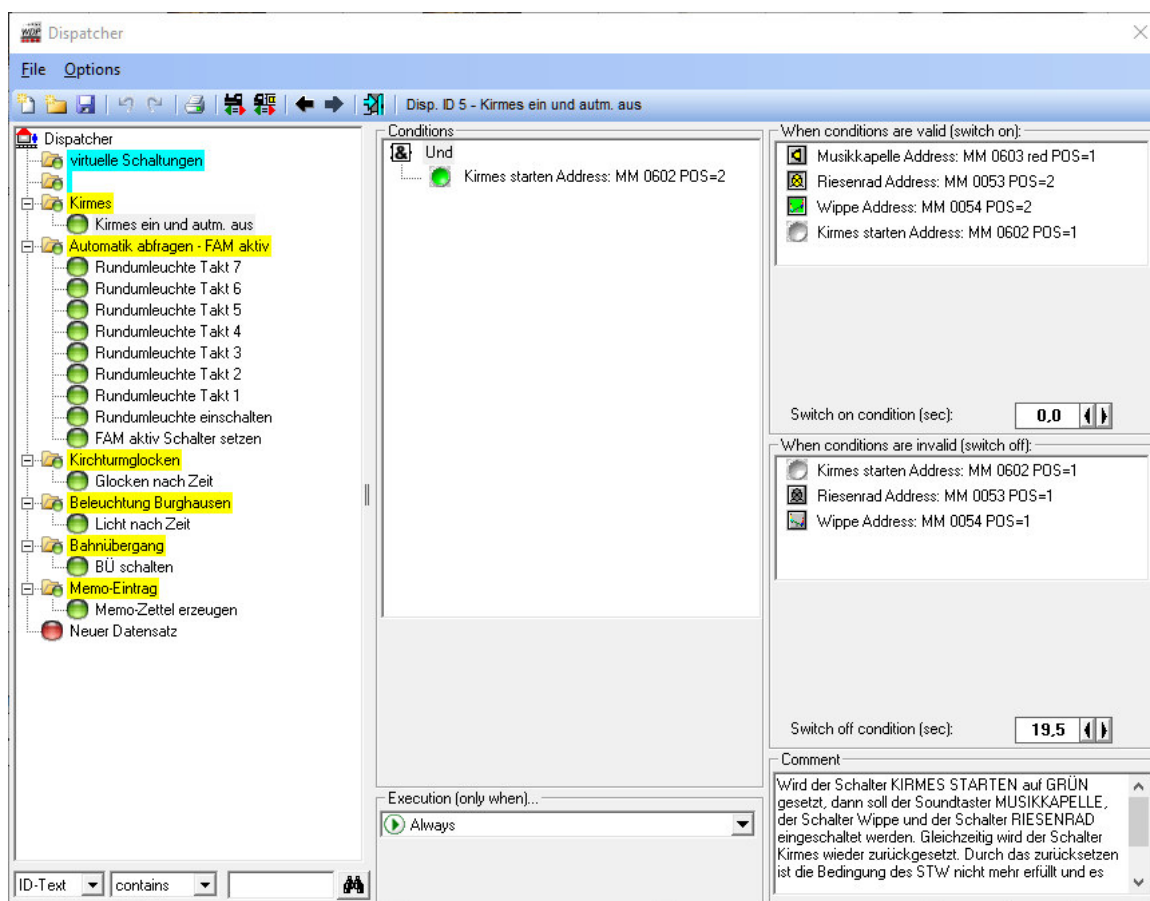 WDP Dispatcher
File Options
Disp. ID 5 - Kirmes ein und autm. aus
Dispatcher
virtuelle Schaltungen
Kirmes
Kirmes ein und autm. aus
Automatik abfragen - FAM aktiv
Rundumleuchte Takt 7
Rundumleuchte Takt 6
Rundumleuchte Takt 5
Rundumleuchte Takt 4
Rundumleuchte Takt 3
Rundumleuchte Takt 2
Rundumleuchte Takt 1
Rundumleuchte einschalten
FAM aktiv Schalter setzen
Kirchturmglocken
Glocken nach Zeit
Beleuchtung Burghausen
Licht nach Zeit
Bahnübergang
BÜ schalten
Memo-Eintrag
Memo-Zettel erzeugen
Neuer Datensatz
ID-Text contains
Conditions
& Und
Kirmes starten Address: MM 0602 POS=2
Execution (only when)...
Always
When conditions are valid (switch on):
Musikkapelle Address: MM 0603 red POS=1
Riesenrad Address: MM 0053 POS=2
Wippe Address: MM 0054 POS=2
Kirmes starten Address: MM 0602 POS=1
Switch on condition (sec): 0,0
When conditions are invalid (switch off):
Kirmes starten Address: MM 0602 POS=1
Riesenrad Address: MM 0053 POS=1
Wippe Address: MM 0054 POS=1
Switch off condition (sec): 19,5
Comment
Wird der Schalter KIRMES STARTEN auf GRÜN
gesetzt, dann soll der Soundtaster MUSIKKAPELLE,
der Schalter Wippe und der Schalter RIESENRAD
eingeschaltet werden. Gleichzeitig wird der Schalter
Kirmes wieder zurückgesetzt. Durch das zurücksetzen
ist die Bedingung des STW nicht mehr erfüllt und es